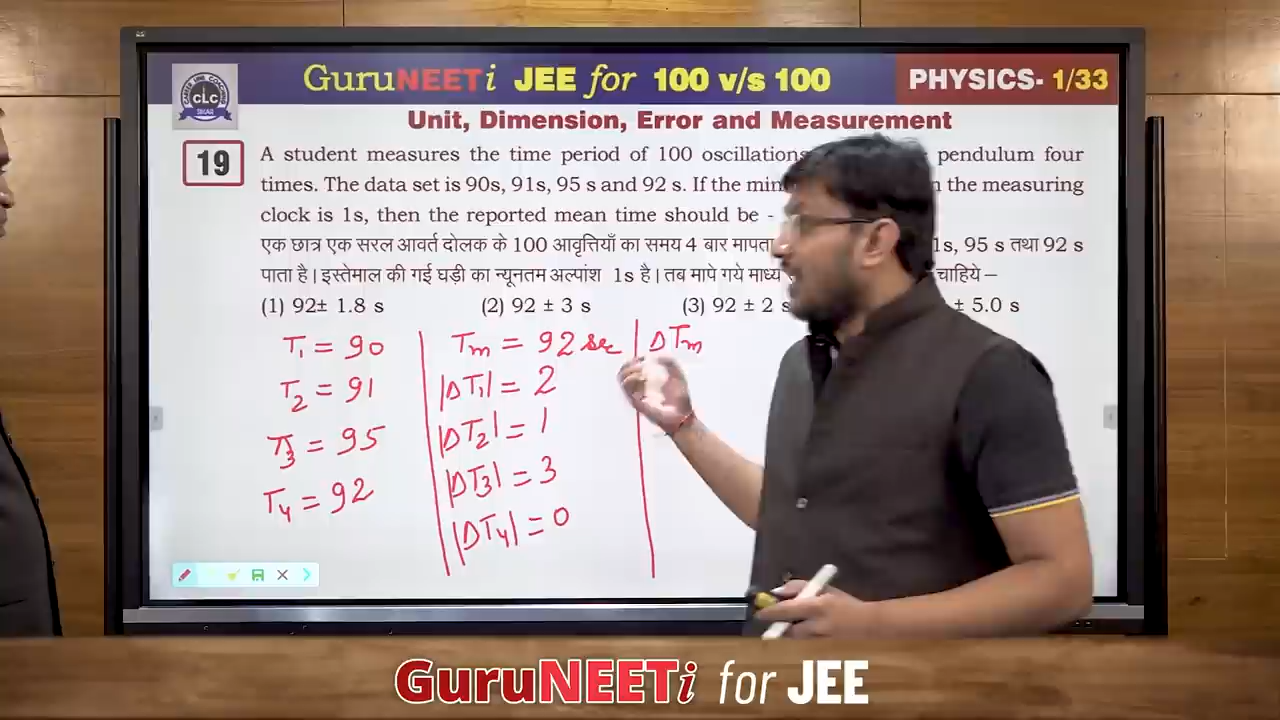 GuruNEETi JEE for 100 v/s 100
PHYSICS- 1/33
CLC
SIKAR
Unit, Dimension, Error and Measurement
19
A student measures the time period of 100 oscillations pendulum four
times. The data set is 90s, 91s, 95 s and 92 s. If the min the measuring
clock is 1s, then the reported mean time should be -
एक छात्र एक सरल आवर्त दोलक के 100 आवृत्तियाँ का समय 4 बार मापता 1s, 95 s तथा 92 s
पाता है। इस्तेमाल की गई घड़ी का न्यूनतम अल्पांश 1s है। तब मापे गये माध्य चाहिये –
(1) 92± 1.8 s (2) 92 ± 3 s (3) 92 ± 2 s ± 5.0 s
T₁ = 90
T₂ = 91
T₃ = 95
T₄ = 92
Tm = 92 sec
|ΔT₁| = 2
|ΔT₂| = 1
|ΔT₃| = 3
|ΔT₄| = 0
ΔTm
GuruNEETi for JEE